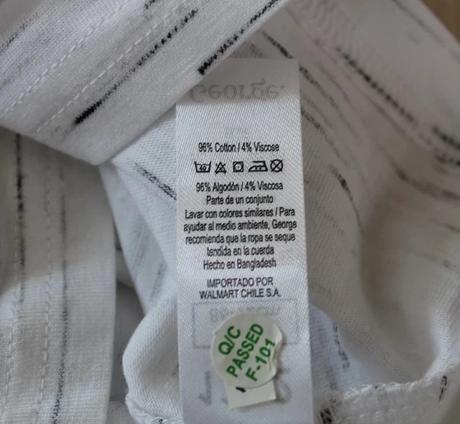 George.
96% Cotton / 4% Viscose
96% Algodón / 4% Viscosa
Parte de un conjunto
Lavar con colores similares / Para
ayudar al medio ambiente, George
recomienda que la ropa se seque
tendida en la cuerda
Hecho en Bangladesh
IMPORTADO POR
WALMART CHILE S.A.
Q/C
PASSED
F-101